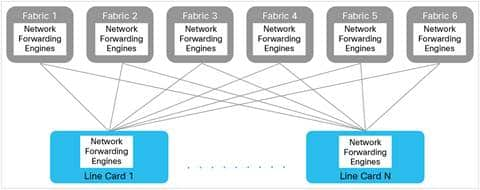 Fabric 1
Network
Forwarding
Engines
Fabric 2
Network
Forwarding
Engines
Fabric 3
Network
Forwarding
Engines
Fabric 4
Network
Forwarding
Engines
Fabric 5
Network
Forwarding
Engines
Fabric 6
Network
Forwarding
Engines
Network
Forwarding
Engines
Line Card 1
Network
Forwarding
Engines
Line Card N